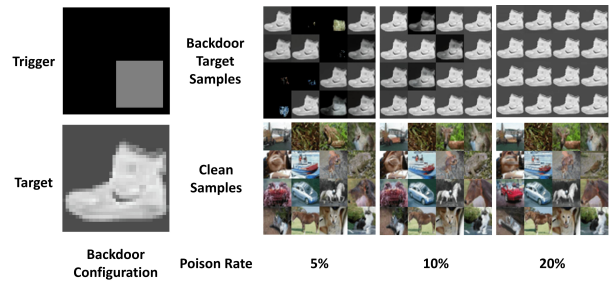 Trigger
Backdoor
Target
Samples
Target
Clean
Samples
Backdoor
Configuration
Poison Rate
5%
10%
20%